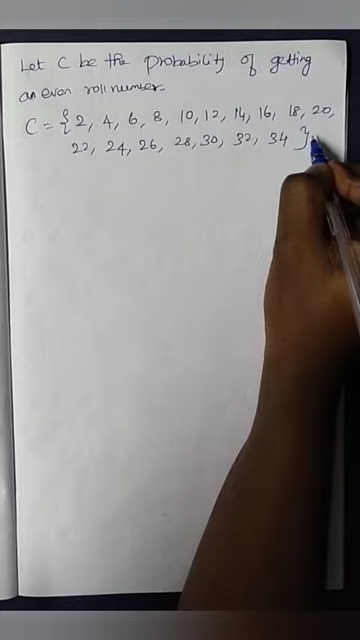 Let C be the probability of getting
an even roll number.
C = {2, 4, 6, 8, 10, 12, 14, 16, 18, 20,
22, 24, 26, 28, 30, 32, 34}